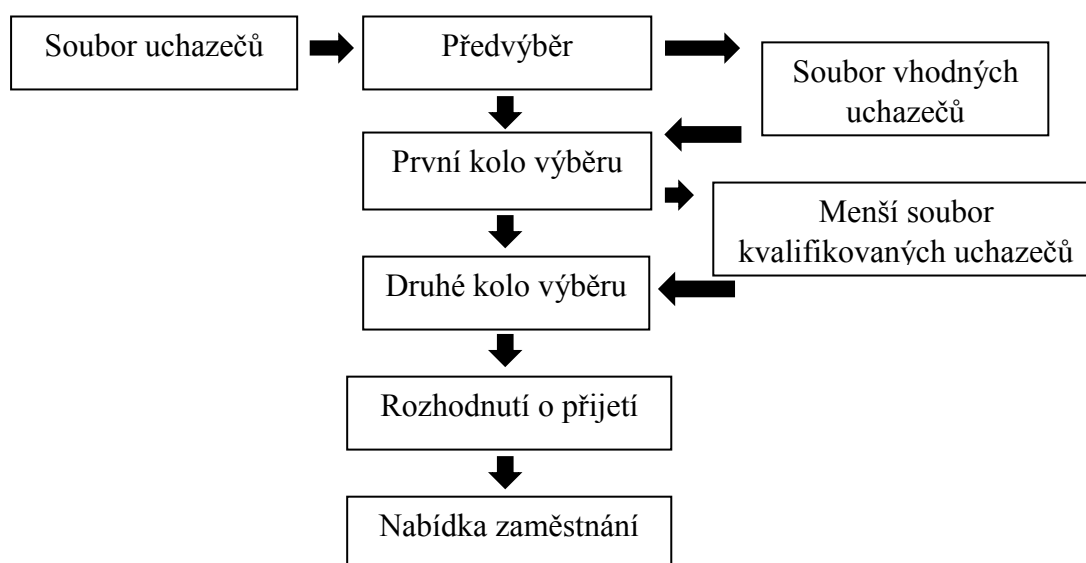 Soubor uchazečů
Předvýběr
Soubor vhodných
uchazečů
První kolo výběru
Menší soubor
kvalifikovaných uchazečů
Druhé kolo výběru
Rozhodnutí o přijetí
Nabídka zaměstnání